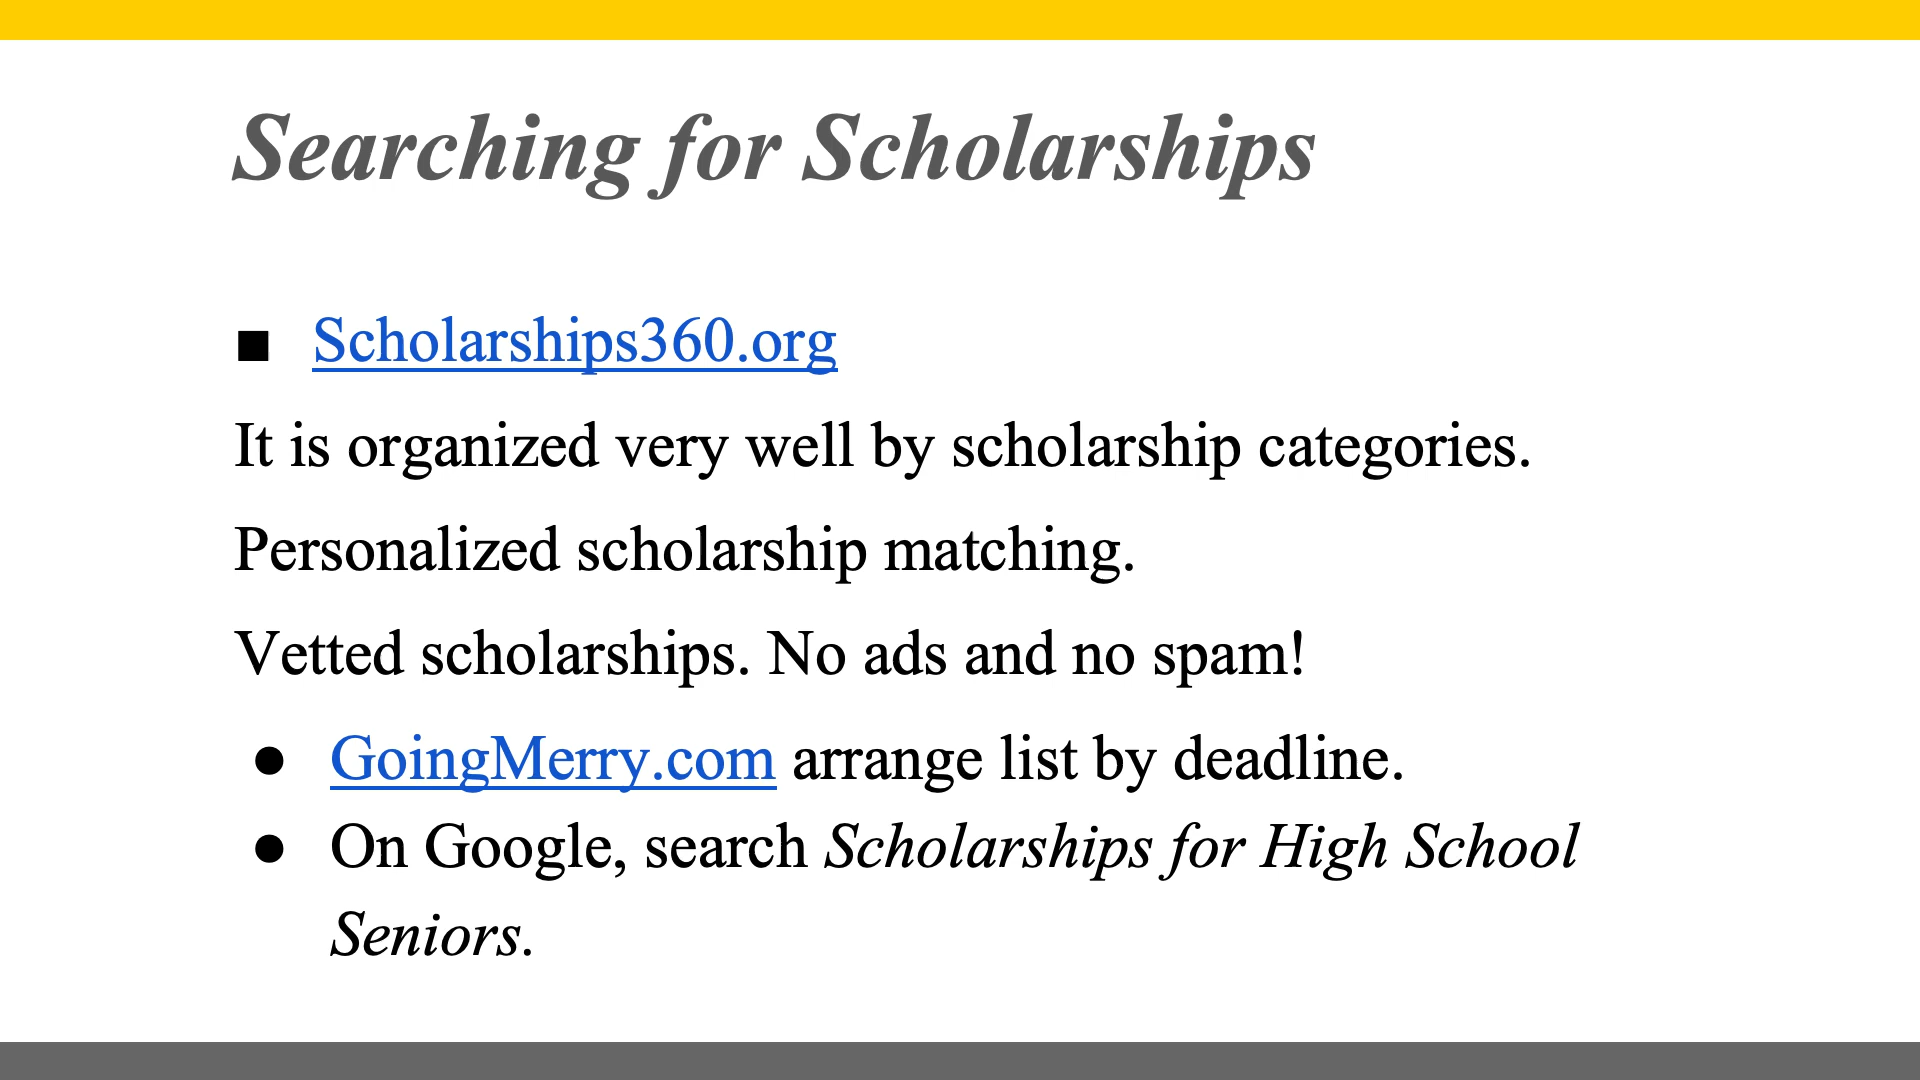 Searching for Scholarships
■ Scholarships360.org
It is organized very well by scholarship categories.
Personalized scholarship matching.
Vetted scholarships. No ads and no spam!
● GoingMerry.com arrange list by deadline.
● On Google, search Scholarships for High School
Seniors.